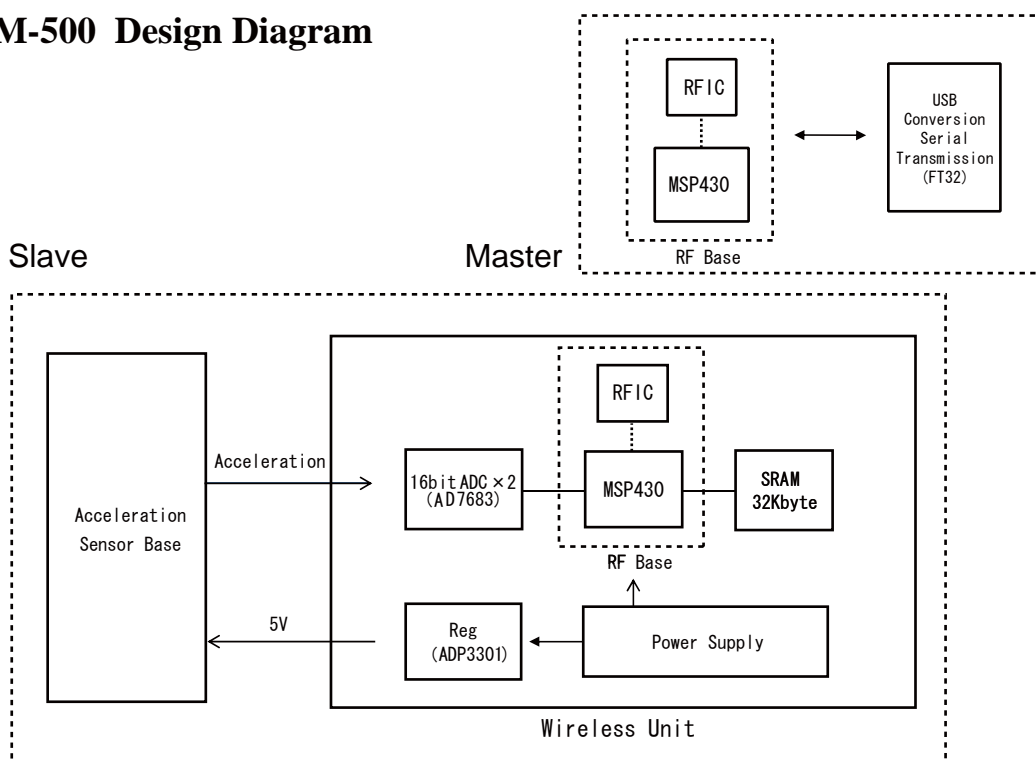 M-500 Design Diagram
RFIC
MSP430
RF Base
USB
Conversion
Serial
Transmission
(FT32)
Slave
Master
Acceleration
Sensor Base
Acceleration
5V
16bit ADC×2
(AD7683)
RFIC
MSP430
RF Base
SRAM
32Kbyte
Reg
(ADP3301)
Power Supply
Wireless Unit